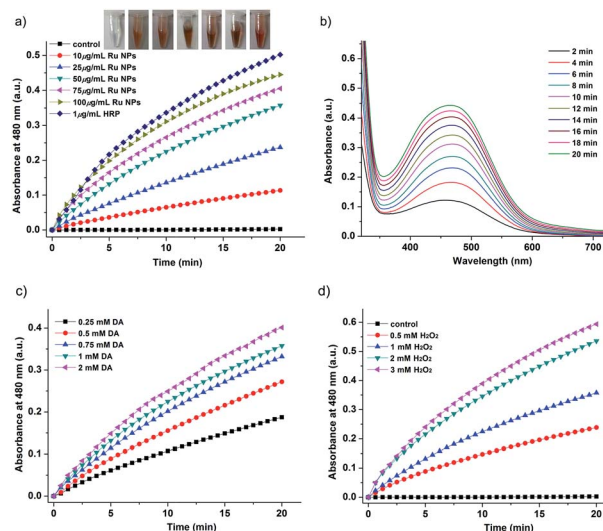 a)
control
10μg/mL Ru NPs
25μg/mL Ru NPs
50μg/mL Ru NPs
75μg/mL Ru NPs
100μg/mL Ru NPs
1μg/mL HRP
Absorbance at 480 nm (a.u.)
0.5
0.4
0.3
0.2
0.1
0.0
0 5 10 15 20
Time (min)
b)
2 min
4 min
6 min
8 min
10 min
12 min
14 min
16 min
18 min
20 min
Absorbance (a.u.)
0.6
0.5
0.4
0.3
0.2
0.1
0.0
400 500 600 700
Wavelength (nm)
c)
0.25 mM DA
0.5 mM DA
0.75 mM DA
1 mM DA
2 mM DA
Absorbance at 480 nm (a.u.)
0.4
0.3
0.2
0.1
0.0
0 5 10 15 20
Time (min)
d)
control
0.5 mM H2O2
1 mM H2O2
2 mM H2O2
3 mM H2O2
Absorbance at 480 nm (a.u.)
0.6
0.5
0.4
0.3
0.2
0.1
0.0
0 5 10 15 20
Time (min)